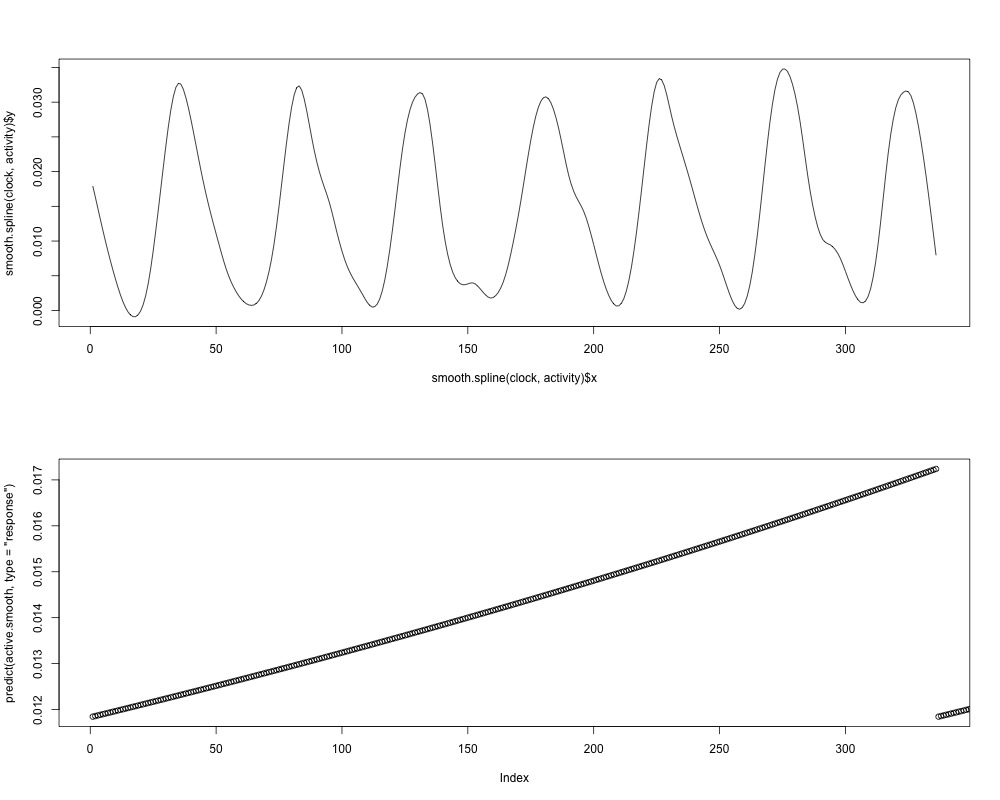 smooth.spline(clock, activity)$y
0.030
0.020
0.010
0.000
0 50 100 150 200 250 300
smooth.spline(clock, activity)$x
predict(active.smooth, type = "response")
0.017
0.016
0.015
0.014
0.013
0.012
0 50 100 150 200 250 300
Index